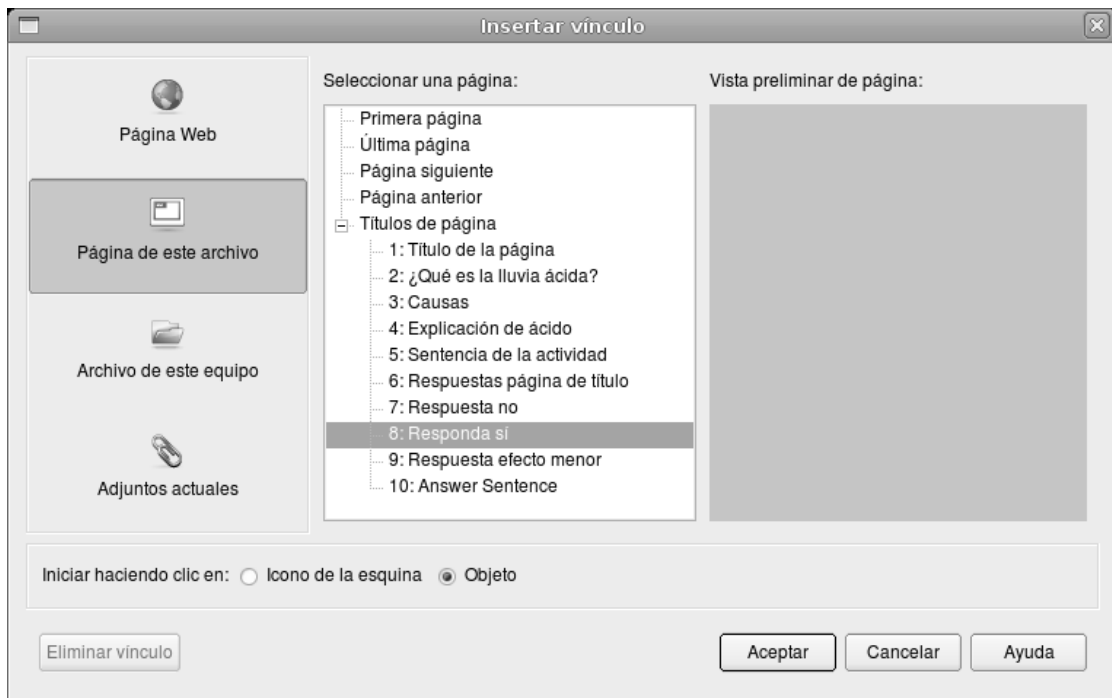 Insertar vínculo
Página Web
Página de este archivo
Archivo de este equipo
Adjuntos actuales
Seleccionar una página:
Primera página
Última página
Página siguiente
Página anterior
Títulos de página
1: Título de la página
2: ¿Qué es la lluvia ácida?
3: Causas
4: Explicación de ácido
5: Sentencia de la actividad
6: Respuestas página de título
7: Respuesta no
8: Responda sí
9: Respuesta efecto menor
10: Answer Sentence
Vista preliminar de página:
Iniciar haciendo clic en: Icono de la esquina Objeto
Eliminar vínculo Aceptar Cancelar Ayuda